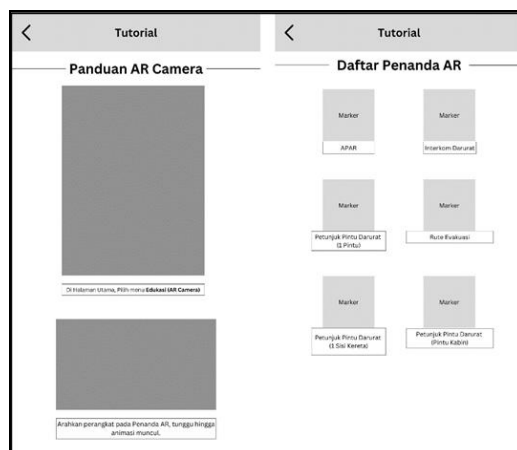 Tutorial
Panduan AR Camera
Di Halaman Utama, Pilih menu Edukasi (AR Camera)
Arahkan perangkat pada Penanda AR, tunggu hingga
animasi muncul.
Tutorial
Daftar Penanda AR
Marker
APAR
Marker
Interkom Darurat
Marker
Petunjuk Pintu Darurat
(1 Pintu)
Marker
Rute Evakuasi
Marker
Petunjuk Pintu Darurat
(1 Sisi Kereta)
Marker
Petunjuk Pintu Darurat
(Pintu Kabin)